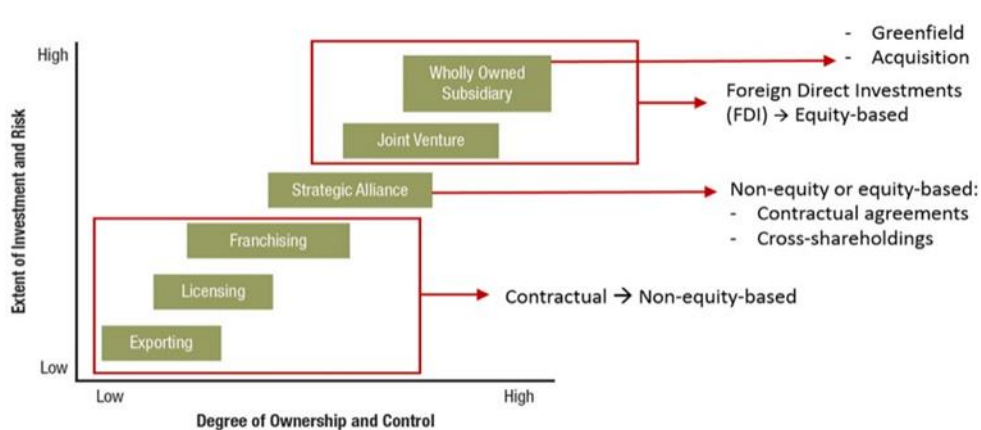 - Greenfield
- Acquisition
High
Wholly Owned
Subsidiary
Foreign Direct Investments
(FDI) → Equity-based
Joint Venture
Extent of Investment and Risk
Strategic Alliance
Non-equity or equity-based:
- Contractual agreements
- Cross-shareholdings
Franchising
Licensing
Contractual → Non-equity-based
Exporting
Low
Low
High
Degree of Ownership and Control